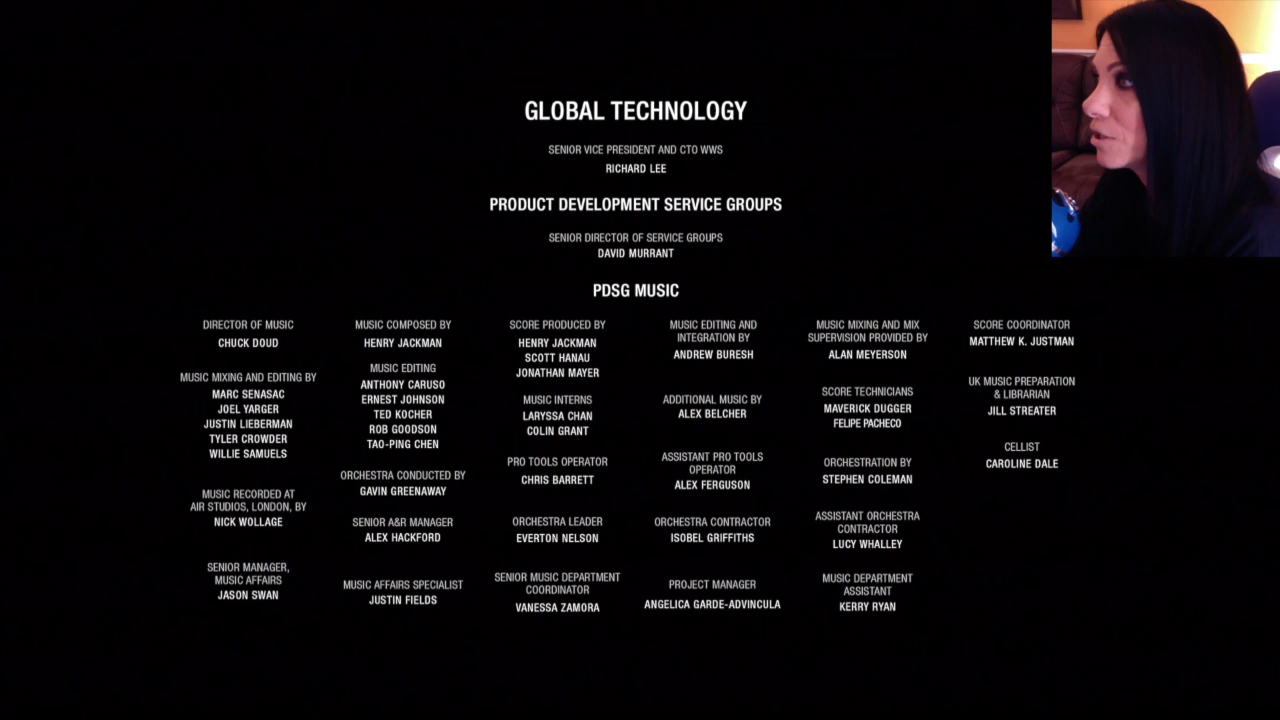 GLOBAL TECHNOLOGY
SENIOR VICE PRESIDENT AND CTO WWS
RICHARD LEE
PRODUCT DEVELOPMENT SERVICE GROUPS
SENIOR DIRECTOR OF SERVICE GROUPS
DAVID MURRANT
PDSG MUSIC
DIRECTOR OF MUSIC
CHUCK DOUD
MUSIC MIXING AND EDITING BY
MARC SENASAC
JOEL YARGER
JUSTIN LIEBERMAN
TYLER CROWDER
WILLIE SAMUELS
MUSIC RECORDED AT
AIR STUDIOS, LONDON, BY
NICK WOLLAGE
SENIOR MANAGER,
MUSIC AFFAIRS
JASON SWAN
MUSIC COMPOSED BY
HENRY JACKMAN
MUSIC EDITING
ANTHONY CARUSO
ERNEST JOHNSON
TED KOCHER
ROB GOODSON
TAO-PING CHEN
ORCHESTRA CONDUCTED BY
GAVIN GREENAWAY
SENIOR A&R MANAGER
ALEX HACKFORD
MUSIC AFFAIRS SPECIALIST
JUSTIN FIELDS
SCORE PRODUCED BY
HENRY JACKMAN
SCOTT HANAU
JONATHAN MAYER
MUSIC INTERNS
LARYSSA CHAN
COLIN GRANT
PRO TOOLS OPERATOR
CHRIS BARRETT
ORCHESTRA LEADER
EVERTON NELSON
SENIOR MUSIC DEPARTMENT
COORDINATOR
VANESSA ZAMORA
MUSIC EDITING AND
INTEGRATION BY
ANDREW BURESH
ADDITIONAL MUSIC BY
ALEX BELCHER
ASSISTANT PRO TOOLS
OPERATOR
ALEX FERGUSON
ORCHESTRA CONTRACTOR
ISOBEL GRIFFITHS
PROJECT MANAGER
ANGELICA GARDE-ADVINCULA
MUSIC MIXING AND MIX
SUPERVISION PROVIDED BY
ALAN MEYERSON
SCORE TECHNICIANS
MAVERICK DUGGER
FELIPE PACHECO
ORCHESTRATION BY
STEPHEN COLEMAN
ASSISTANT ORCHESTRA
CONTRACTOR
LUCY WHALLEY
MUSIC DEPARTMENT
ASSISTANT
KERRY RYAN
SCORE COORDINATOR
MATTHEW K. JUSTMAN
UK MUSIC PREPARATION
& LIBRARIAN
JILL STREATER
CELLIST
CAROLINE DALE